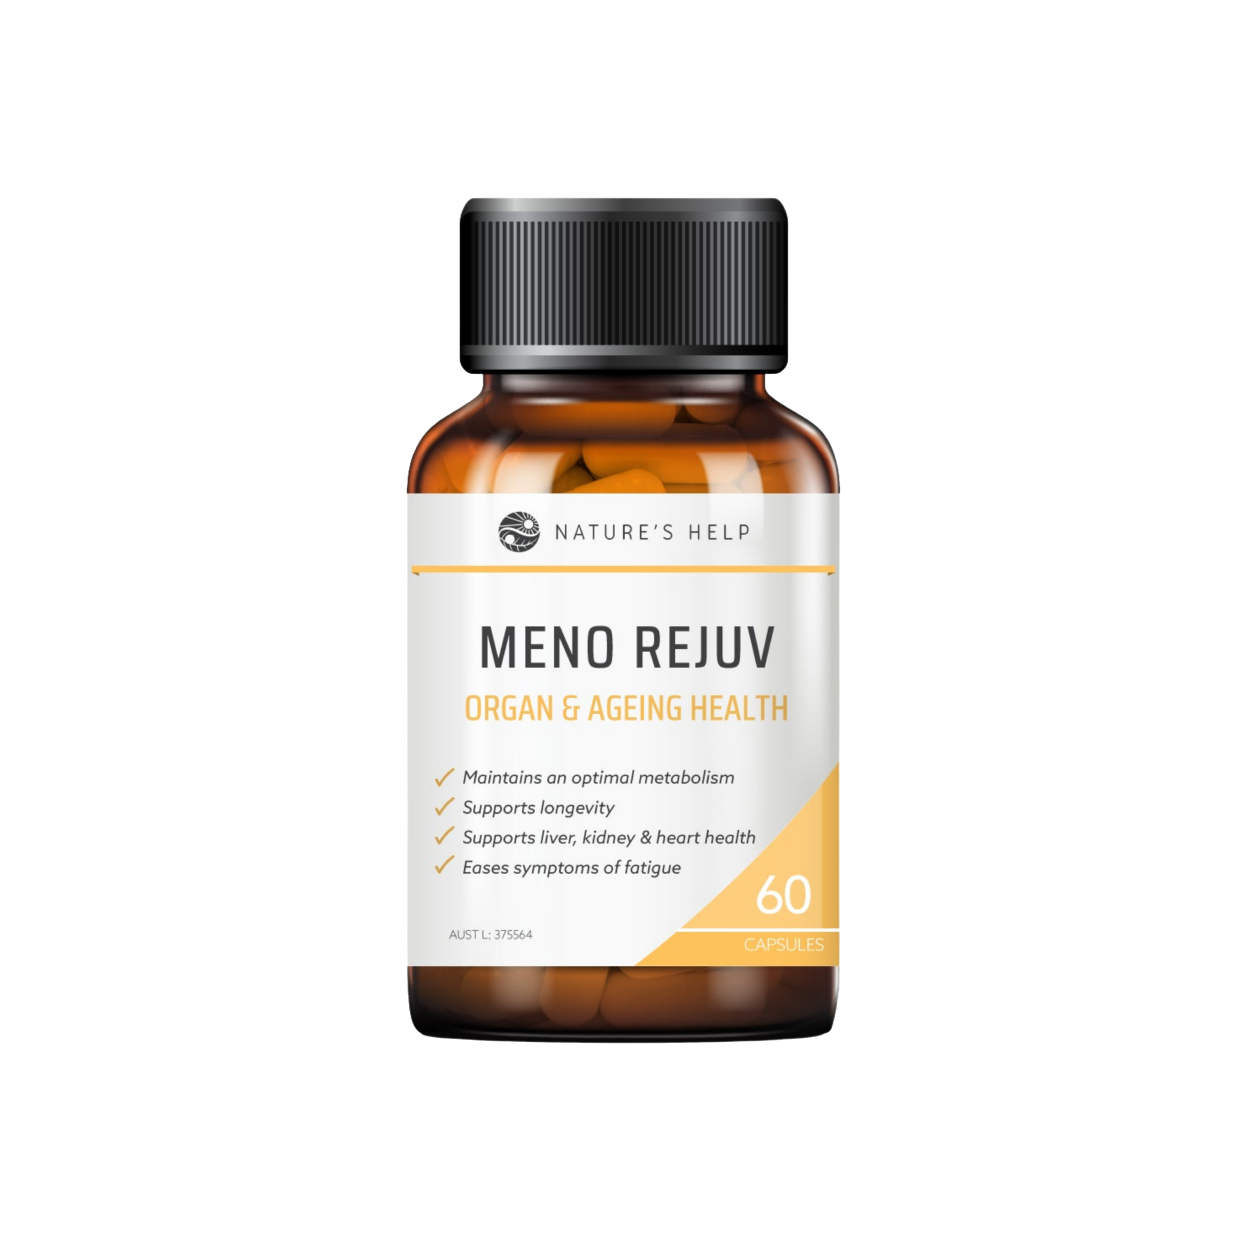 NATURE'S HELP
MENO REJUV
ORGAN & AGEING HEALTH
Maintains an optimal metabolism
Supports longevity
Supports liver, kidney & heart health
Eases symptoms of fatigue
60
AUST L: 375564
CAPSULES